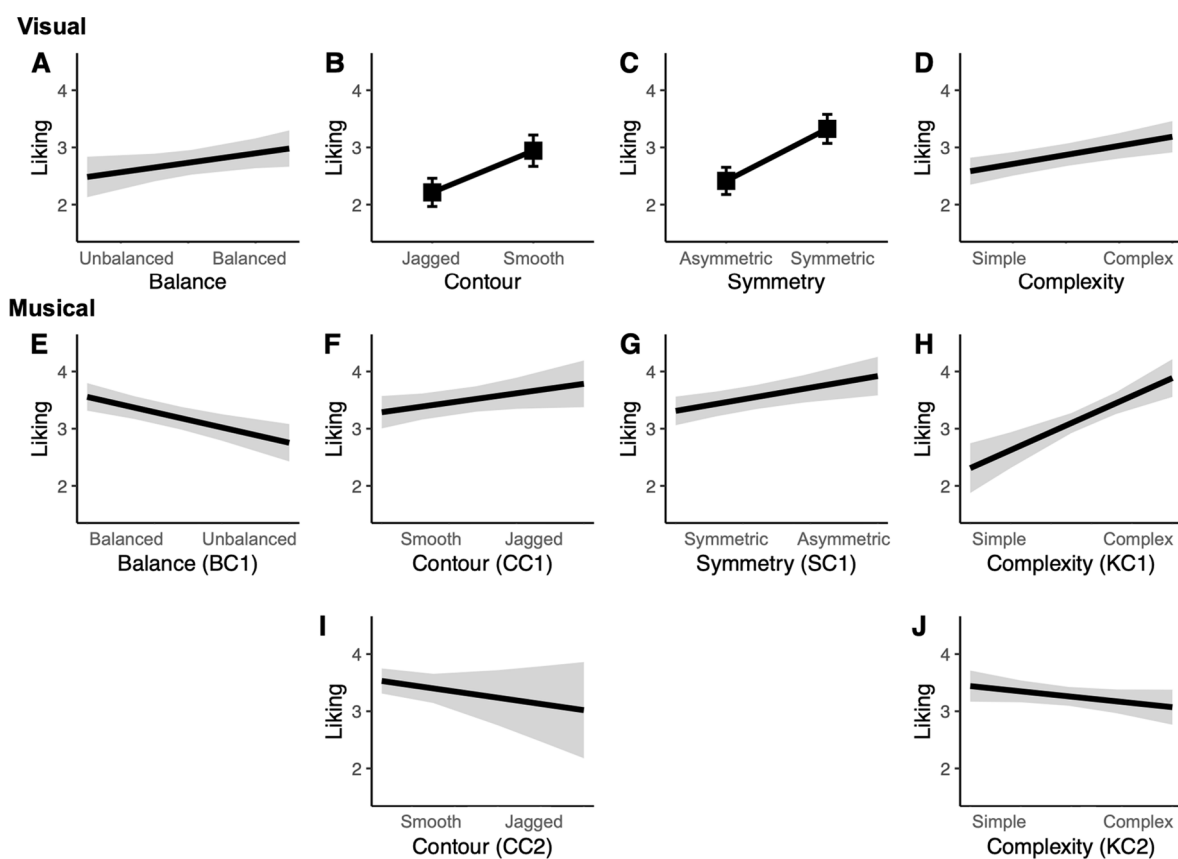 Visual
A
4
3
2
Liking
Unbalanced Balanced
Balance
B
4
3
2
Liking
Jagged Smooth
Contour
C
4
3
2
Liking
Asymmetric Symmetric
Symmetry
D
4
3
2
Liking
Simple Complex
Complexity
Musical
E
4
3
2
Liking
Balanced Unbalanced
Balance (BC1)
F
4
3
2
Liking
Smooth Jagged
Contour (CC1)
G
4
3
2
Liking
Symmetric Asymmetric
Symmetry (SC1)
H
4
3
2
Liking
Simple Complex
Complexity (KC1)
I
4
3
2
Liking
Smooth Jagged
Contour (CC2)
J
4
3
2
Liking
Simple Complex
Complexity (KC2)